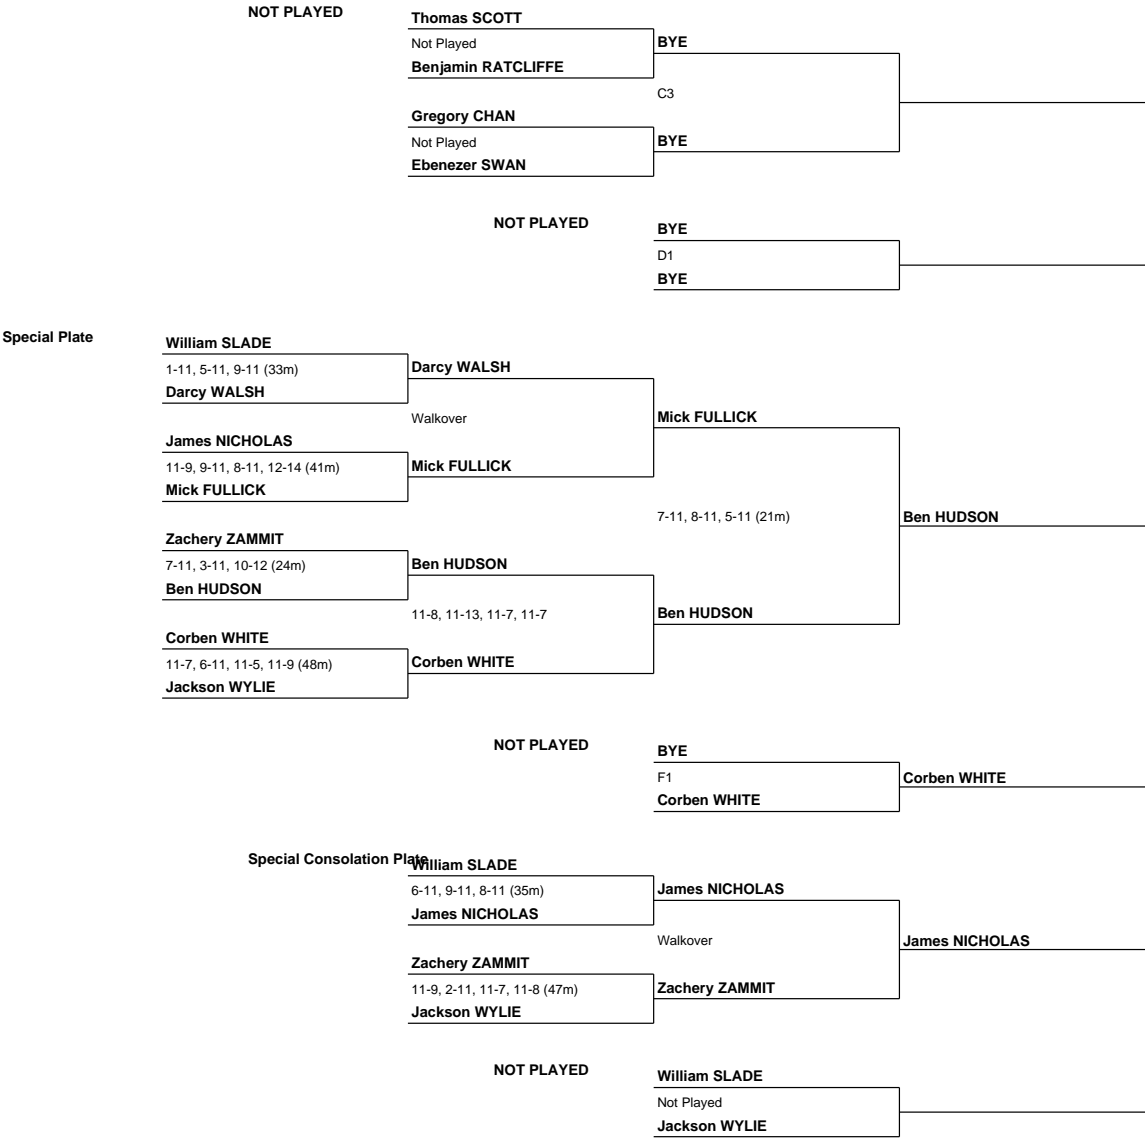 NOT PLAYED
Thomas SCOTT
Not Played
BYE
Benjamin RATCLIFFE
C3
Gregory CHAN
Not Played
BYE
Ebenezer SWAN
NOT PLAYED
BYE
D1
BYE
Special Plate
William SLADE
1-11, 5-11, 9-11 (33m)
Darcy WALSH
Darcy WALSH
Walkover
Mick FULLICK
James NICHOLAS
11-9, 9-11, 8-11, 12-14 (41m)
Mick FULLICK
Mick FULLICK
7-11, 8-11, 5-11 (21m)
Ben HUDSON
Zachery ZAMMIT
7-11, 3-11, 10-12 (24m)
Ben HUDSON
Ben HUDSON
11-8, 11-13, 11-7, 11-7
Ben HUDSON
Corben WHITE
11-7, 6-11, 11-5, 11-9 (48m)
Corben WHITE
Jackson WYLIE
NOT PLAYED
BYE
F1
Corben WHITE
Corben WHITE
Special Consolation Plate
William SLADE
6-11, 9-11, 8-11 (35m)
James NICHOLAS
James NICHOLAS
Walkover
James NICHOLAS
Zachery ZAMMIT
11-9, 2-11, 11-7, 11-8 (47m)
Zachery ZAMMIT
Jackson WYLIE
NOT PLAYED
William SLADE
Not Played
Jackson WYLIE